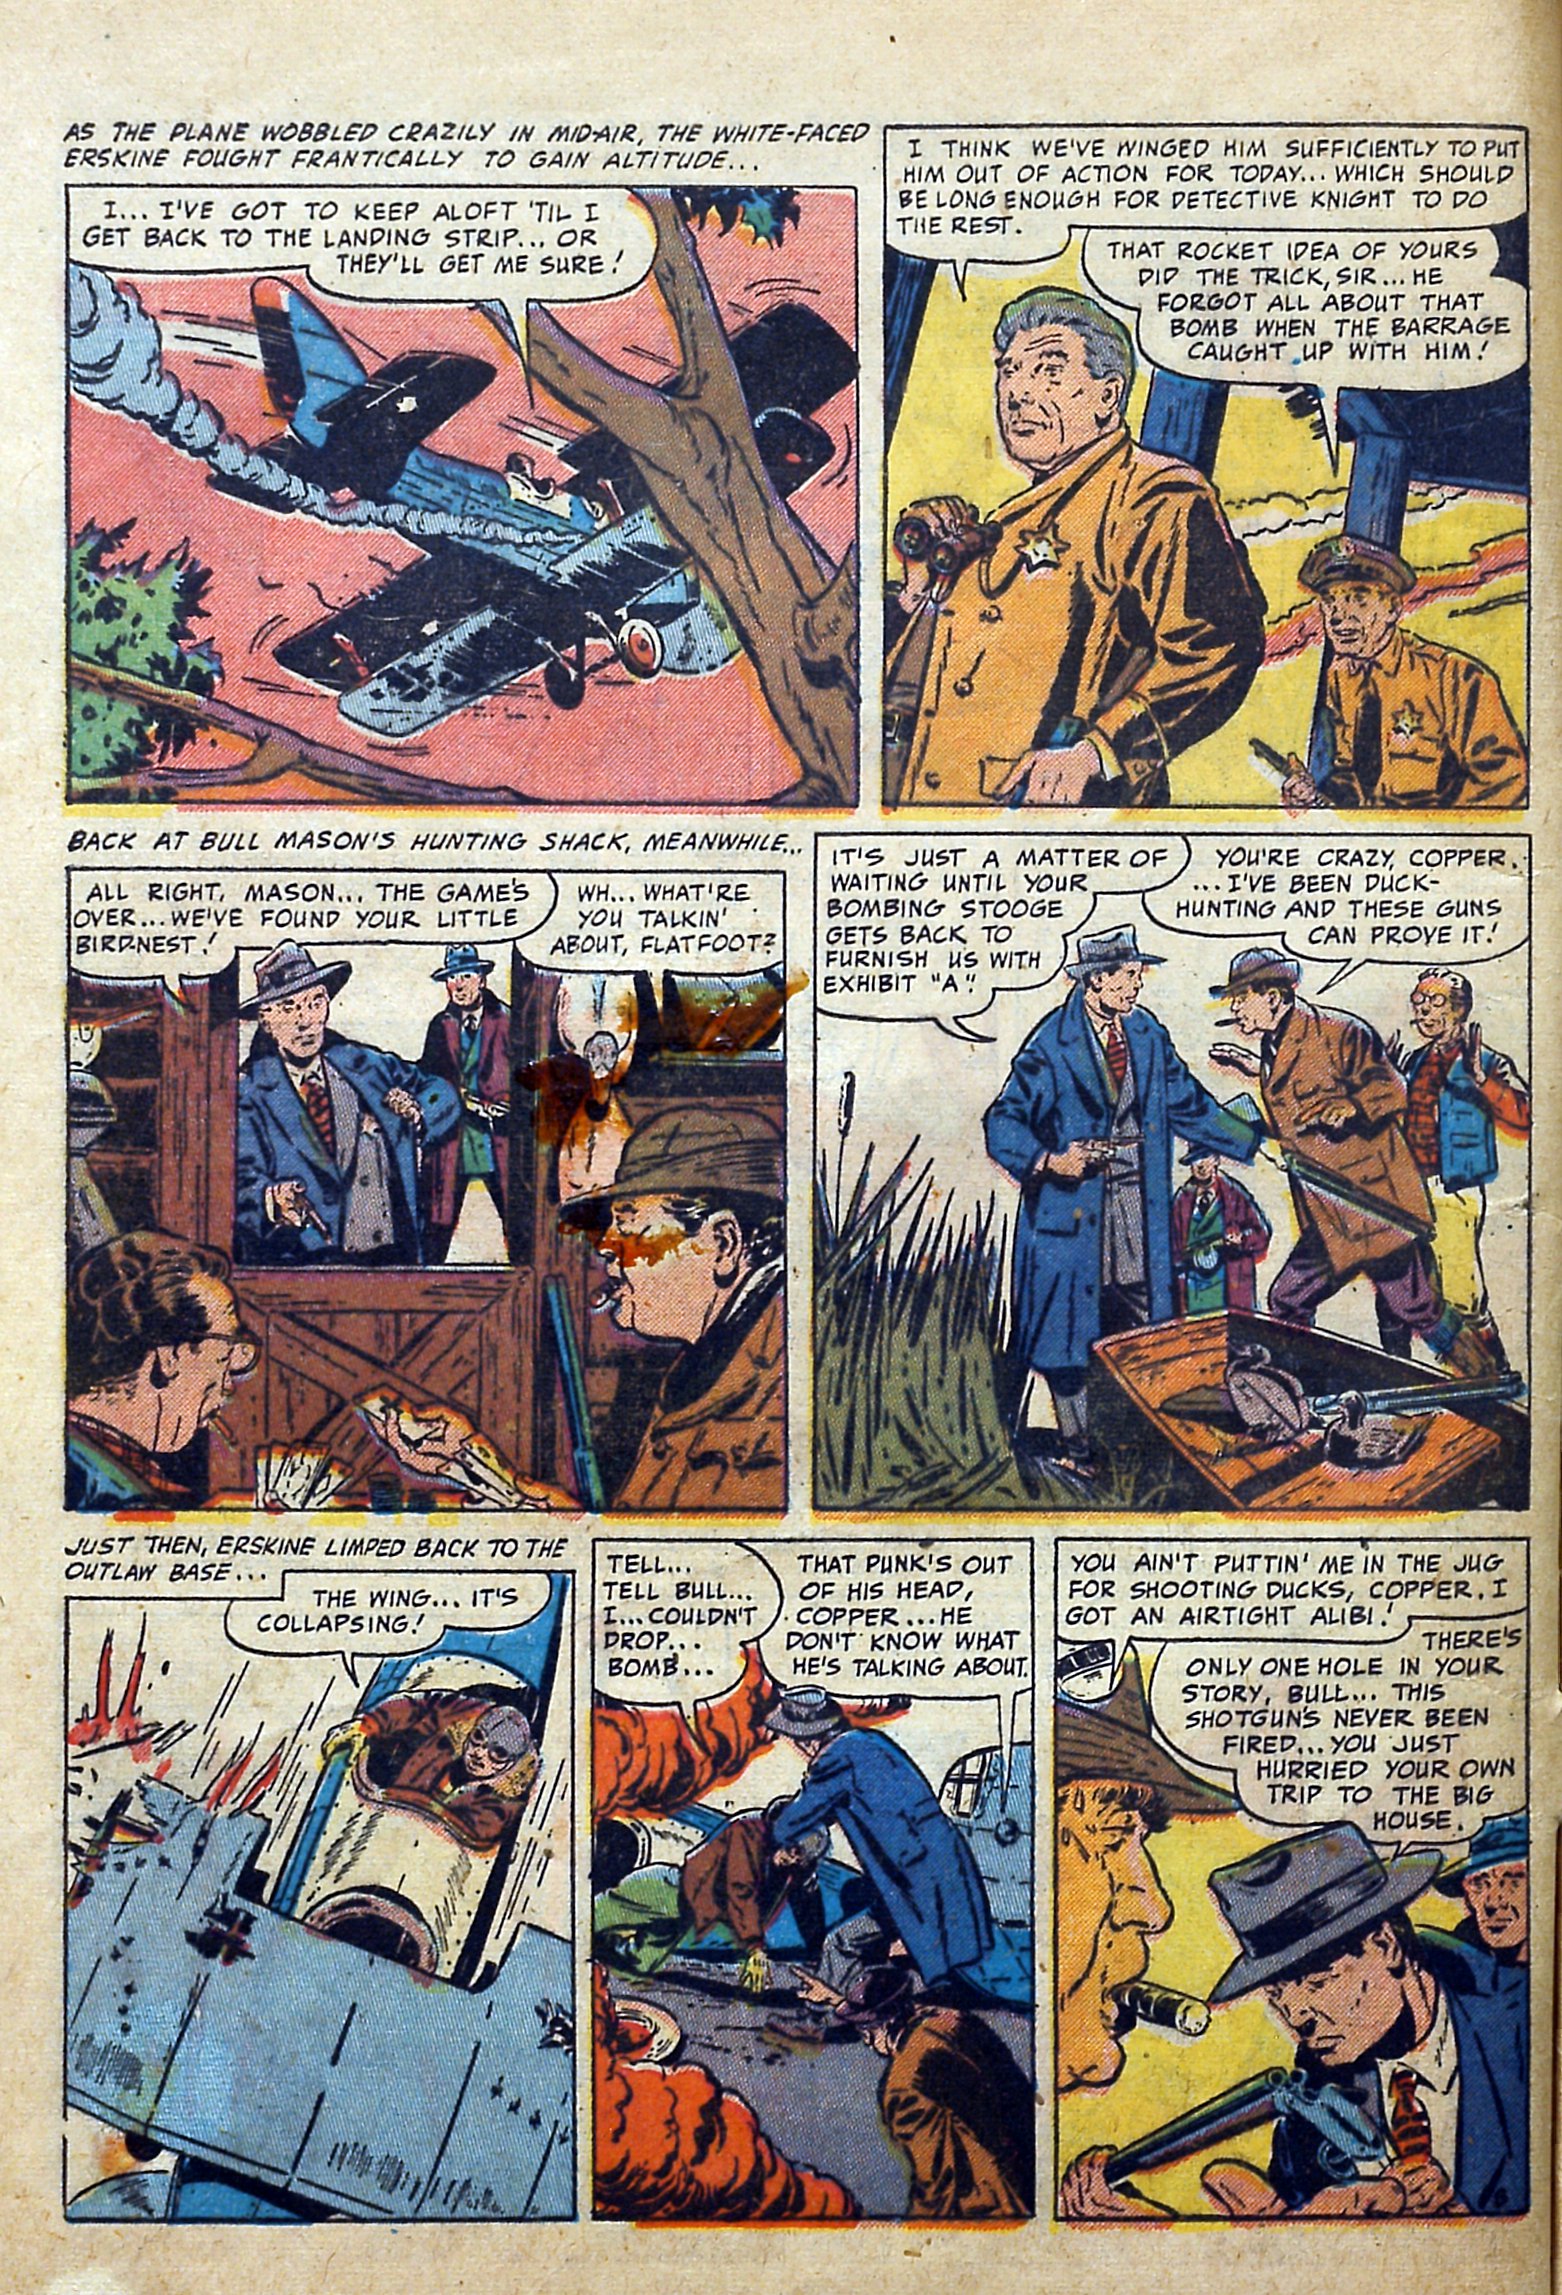 AS THE PLANE WOBBLED CRAZILY IN MID-AIR, THE WHITE-FACED
ERSKINE FOUGHT FRANTICALLY TO GAIN ALTITUDE...
I... I'VE GOT TO KEEP ALOFT 'TIL I
GET BACK TO THE LANDING STRIP... OR
THEY'LL GET ME SURE!
I THINK WE'VE WINGED HIM SUFFICIENTLY TO PUT
HIM OUT OF ACTION FOR TODAY... WHICH SHOULD
BE LONG ENOUGH FOR DETECTIVE KNIGHT TO DO
THE REST.
THAT ROCKET IDEA OF YOURS
DID THE TRICK, SIR... HE
FORGOT ALL ABOUT THAT
BOMB WHEN THE BARRAGE
CAUGHT UP WITH HIM!
BACK AT BULL MASON'S HUNTING SHACK, MEANWHILE...
ALL RIGHT, MASON... THE GAME'S
OVER... WE'VE FOUND YOUR LITTLE
BIRD-NEST!
WH... WHAT'RE
YOU TALKIN'
ABOUT, FLATFOOT?
IT'S JUST A MATTER OF
WAITING UNTIL YOUR
BOMBING STOOGE
GETS BACK TO
FURNISH US WITH
EXHIBIT "A".
YOU'RE CRAZY, COPPER.
...I'VE BEEN DUCK-
HUNTING AND THESE GUNS
CAN PROVE IT!
JUST THEN, ERSKINE LIMPED BACK TO THE
OUTLAW BASE...
THE WING... IT'S
COLLAPSING!
TELL...
TELL BULL...
I...COULDN'T
DROP...
BOMB...
THAT PUNK'S OUT
OF HIS HEAD,
COPPER... HE
DON'T KNOW WHAT
HE'S TALKING ABOUT.
YOU AIN'T PUTTIN' ME IN THE JUG
FOR SHOOTING DUCKS, COPPER. I
GOT AN AIRTIGHT ALIBI!
THERE'S
ONLY ONE HOLE IN YOUR
STORY, BULL... THIS
SHOTGUN'S NEVER BEEN
FIRED... YOU JUST
HURRIED YOUR OWN
TRIP TO THE BIG
HOUSE.